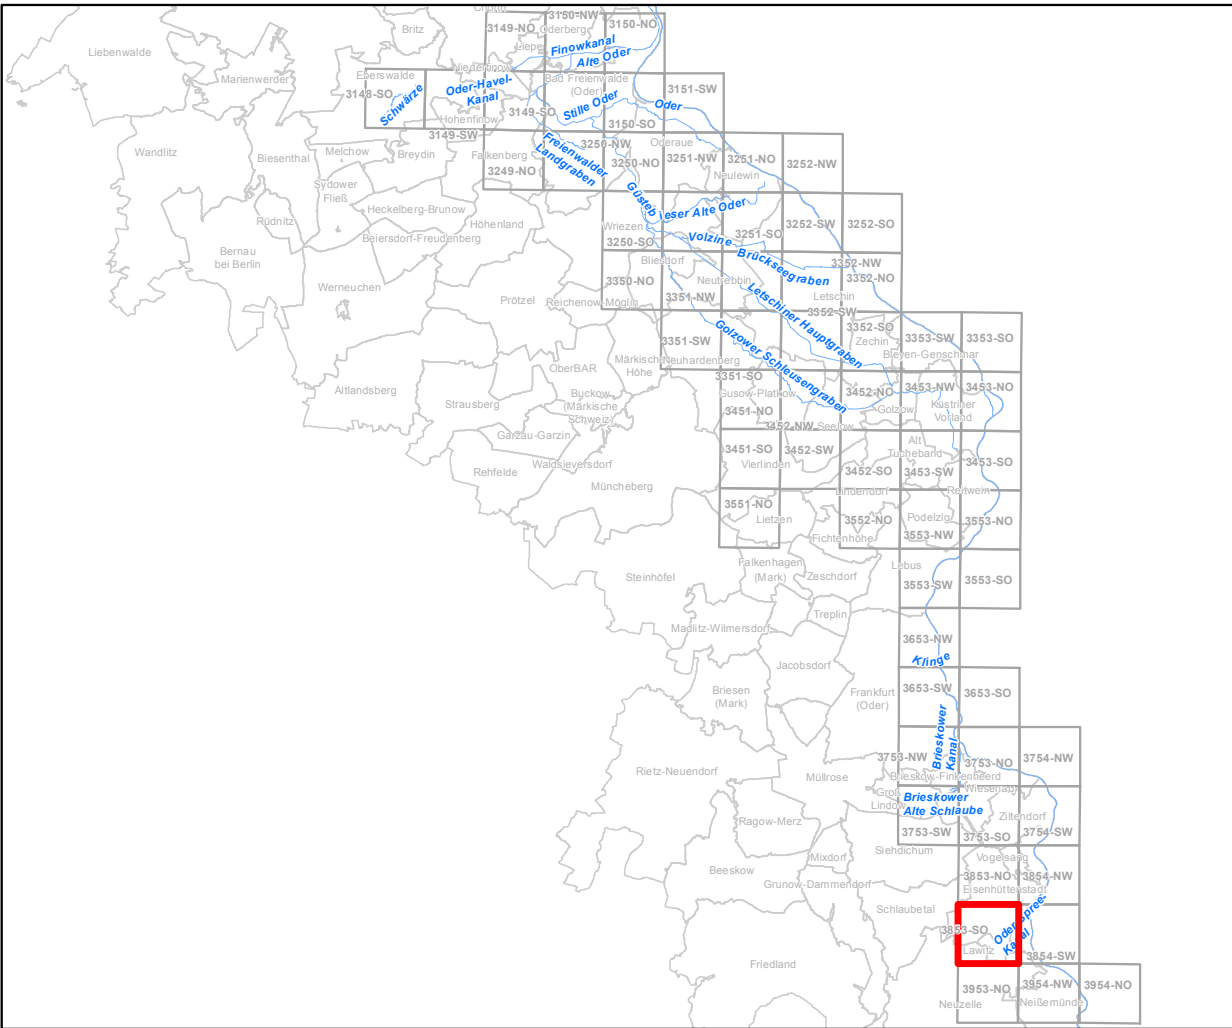 3150-NW
3149-NO
Oderberg
3150-NO
Britz
Liepe
Finowkanal
Alte Oder
Liebenwalde
Marienwerder
Niederfinow
Eberswalde
3148-SO
Schwärze
Oder-Havel-
Kanal
Bad Freienwalde
(Oder)
3151-SW
Stille Oder
Oder
Hohenfinow
3149-SO
3150-SO
3149-SW
Wandlitz
Biesenthal
Melchow
Breydin
Falkenberg
3249-NO
Freienwalder
Landgraben
3250-NW
3250-NO
Oderaue
3251-NW
3251-NO
Neulewin
3252-NW
Sydower
Fließ
Rüdnitz
Heckelberg-Brunow
Höhenland
Beiersdorf-Freudenberg
Güsteb
ieser Alte Oder
Wriezen
3250-SO
3251-SO
3252-SW
3252-SO
Bernau
bei Berlin
Werneuchen
Volzine
Brückseegraben
Bliesdorf
3350-NO
3351-NW
Neutrebbin
3352-NW
3352-NO
Letschin
3352-SW
Letschiner Hauptgraben
Prötzel
Reichenow-Möglin
3351-SW
Golzower Schleusengraben
3352-SO
Zechin
3353-SW
3353-SO
Bleyen-Genschmar
Märkische
Höhe
Neuhardenberg
OberBAR
3351-SO
Gusow-Platkow
3451-NO
3452-NO
Golzow
3453-NW
3453-NO
Küstriner
Vorland
Altlandsberg
Strausberg
Buckow
(Märkische
Schweiz)
3452-NW
Seelow
Garzau-Garzin
Alt
Tucheband
3451-SO
Vierlinden
3452-SW
3452-SO
3453-SW
3453-SO
Rehfelde
Waldsieversdorf
Müncheberg
Lindendorf
Reitwein
3551-NO
Lietzen
3552-NO
Podelzig
3553-NW
3553-NO
Fichtenhöhe
Steinhöfel
Falkenhagen
(Mark)
Zeschdorf
Lebus
3553-SW
3553-SO
Treplin
Madlitz-Wilmersdorf
3653-NW
Klinge
Jacobsdorf
Briesen
(Mark)
Frankfurt
(Oder)
3653-SW
3653-SO
Brieskower
Kanal
3753-NW
3753-NO
3754-NW
Rietz-Neuendorf
Müllrose
Brieskow-Finkenheerd
Wiesenau
Groß
Lindow
Brieskower
Alte Schlaube
Ziltendorf
Ragow-Merz
3753-SW
3753-SO
3754-SW
Siehdichum
Mixdorf
Vogelsang
Beeskow
Grunow-Dammendorf
3853-NO
3854-NW
Eisenhüttenstadt
Schlaubetal
3853-SO
Oder-Spree-
Kanal
Lawitz
3854-SW
Friedland
3953-NO
3954-NW
3954-NO
Neuzelle
Neißemünde